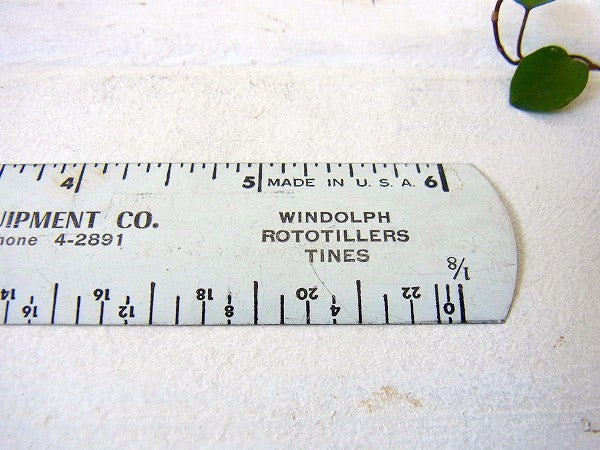 4 5 MADE IN U.S.A. 6
UIPMENT CO.
hone 4-2891
WINDOLPH
ROTOTILLERS
TINES
1/8
14 16 16 12 18 8 20 4 22 0